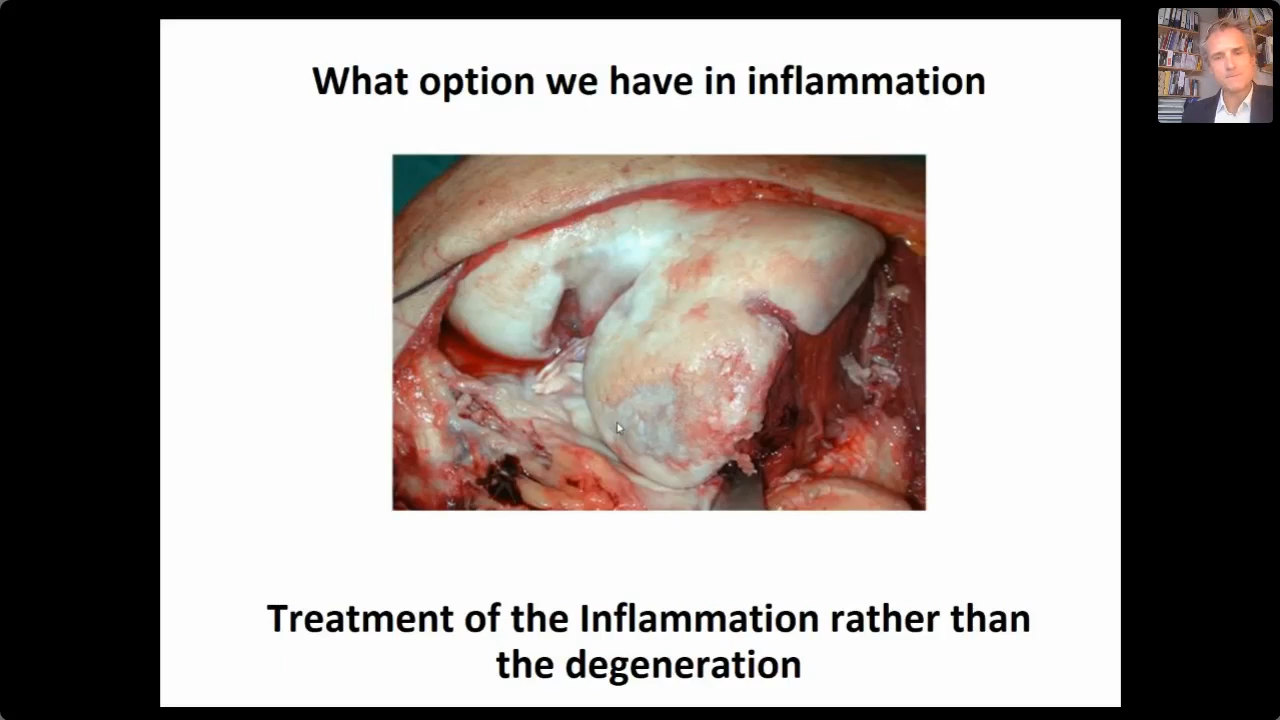 What option we have in inflammation
Treatment of the Inflammation rather than
the degeneration